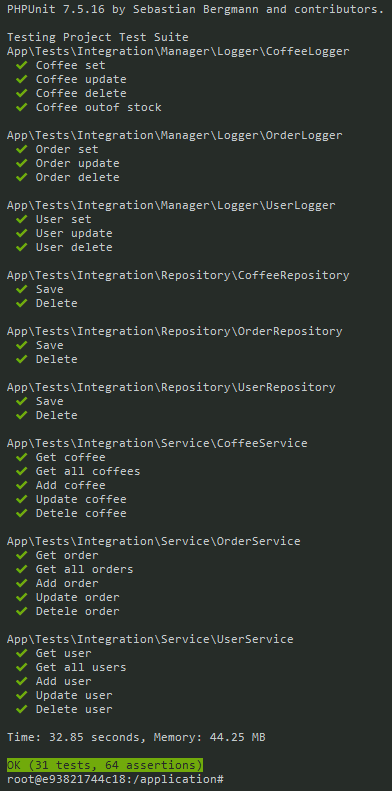 PHPUnit 7.5.16 by Sebastian Bergmann and contributors.
Testing Project Test Suite
App\Tests\Integration\Manager\Logger\CoffeeLogger
✔ Coffee set
✔ Coffee update
✔ Coffee delete
✔ Coffee outof stock
App\Tests\Integration\Manager\Logger\OrderLogger
✔ Order set
✔ Order update
✔ Order delete
App\Tests\Integration\Manager\Logger\UserLogger
✔ User set
✔ User update
✔ User delete
App\Tests\Integration\Repository\CoffeeRepository
✔ Save
✔ Delete
App\Tests\Integration\Repository\OrderRepository
✔ Save
✔ Delete
App\Tests\Integration\Repository\UserRepository
✔ Save
✔ Delete
App\Tests\Integration\Service\CoffeeService
✔ Get coffee
✔ Get all coffees
✔ Add coffee
✔ Update coffee
✔ Detele coffee
App\Tests\Integration\Service\OrderService
✔ Get order
✔ Get all orders
✔ Add order
✔ Update order
✔ Detele order
App\Tests\Integration\Service\UserService
✔ Get user
✔ Get all users
✔ Add user
✔ Update user
✔ Delete user
Time: 32.85 seconds, Memory: 44.25 MB
OK (31 tests, 64 assertions)
root@e93821744c18:/application#